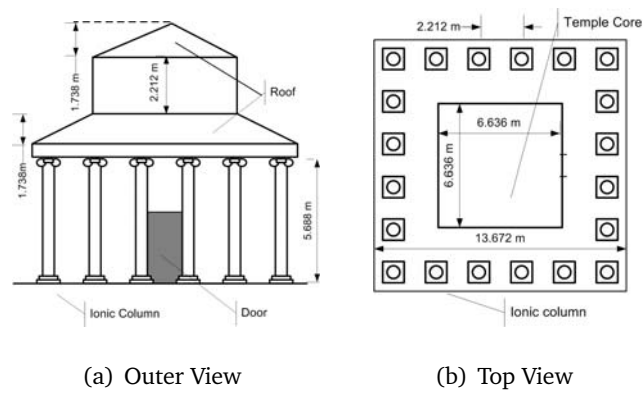 1.738 m
2.212 m
Roof
1.738m
5.688 m
Ionic Column
Door
(a) Outer View
2.212 m
Temple Core
6.636 m
6.636 m
13.672 m
Ionic column
(b) Top View